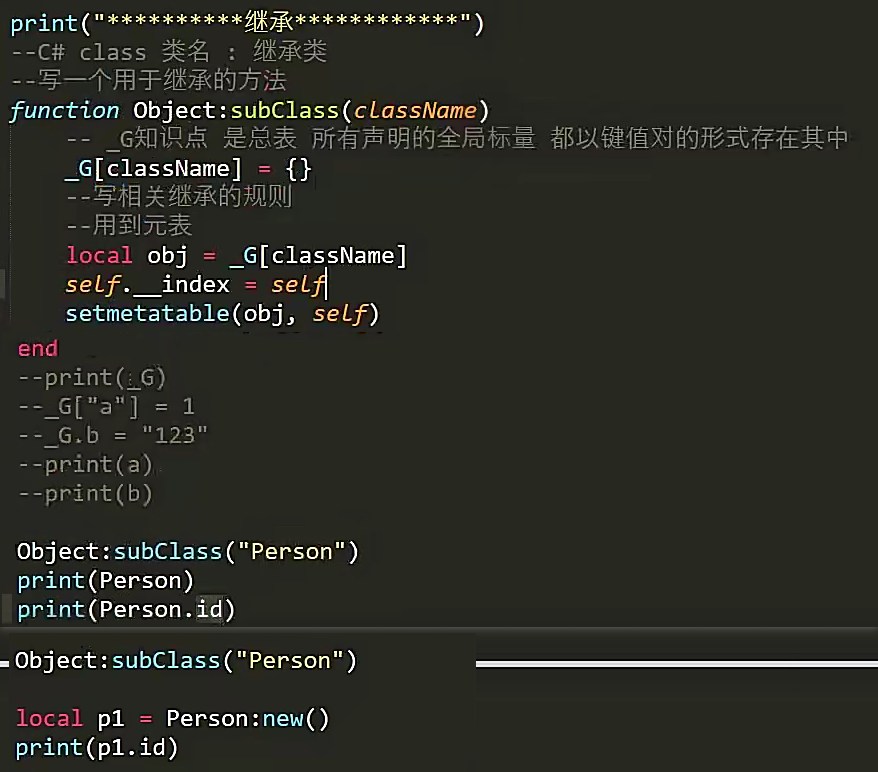 print("**********继承************")
--C# class 类名 : 继承类
--写一个用于继承的方法
function Object:subClass(className)
-- _G知识点 是总表 所有声明的全局标量 都以键值对的形式存在其中
_G[className] = {}
--写相关继承的规则
--用到元表
local obj = _G[className]
self.__index = self
setmetatable(obj, self)
end
--print(_G)
--_G["a"] = 1
--_G.b = "123"
--print(a)
--print(b)
Object:subClass("Person")
print(Person)
print(Person.id)
Object:subClass("Person")
local p1 = Person:new()
print(p1.id)